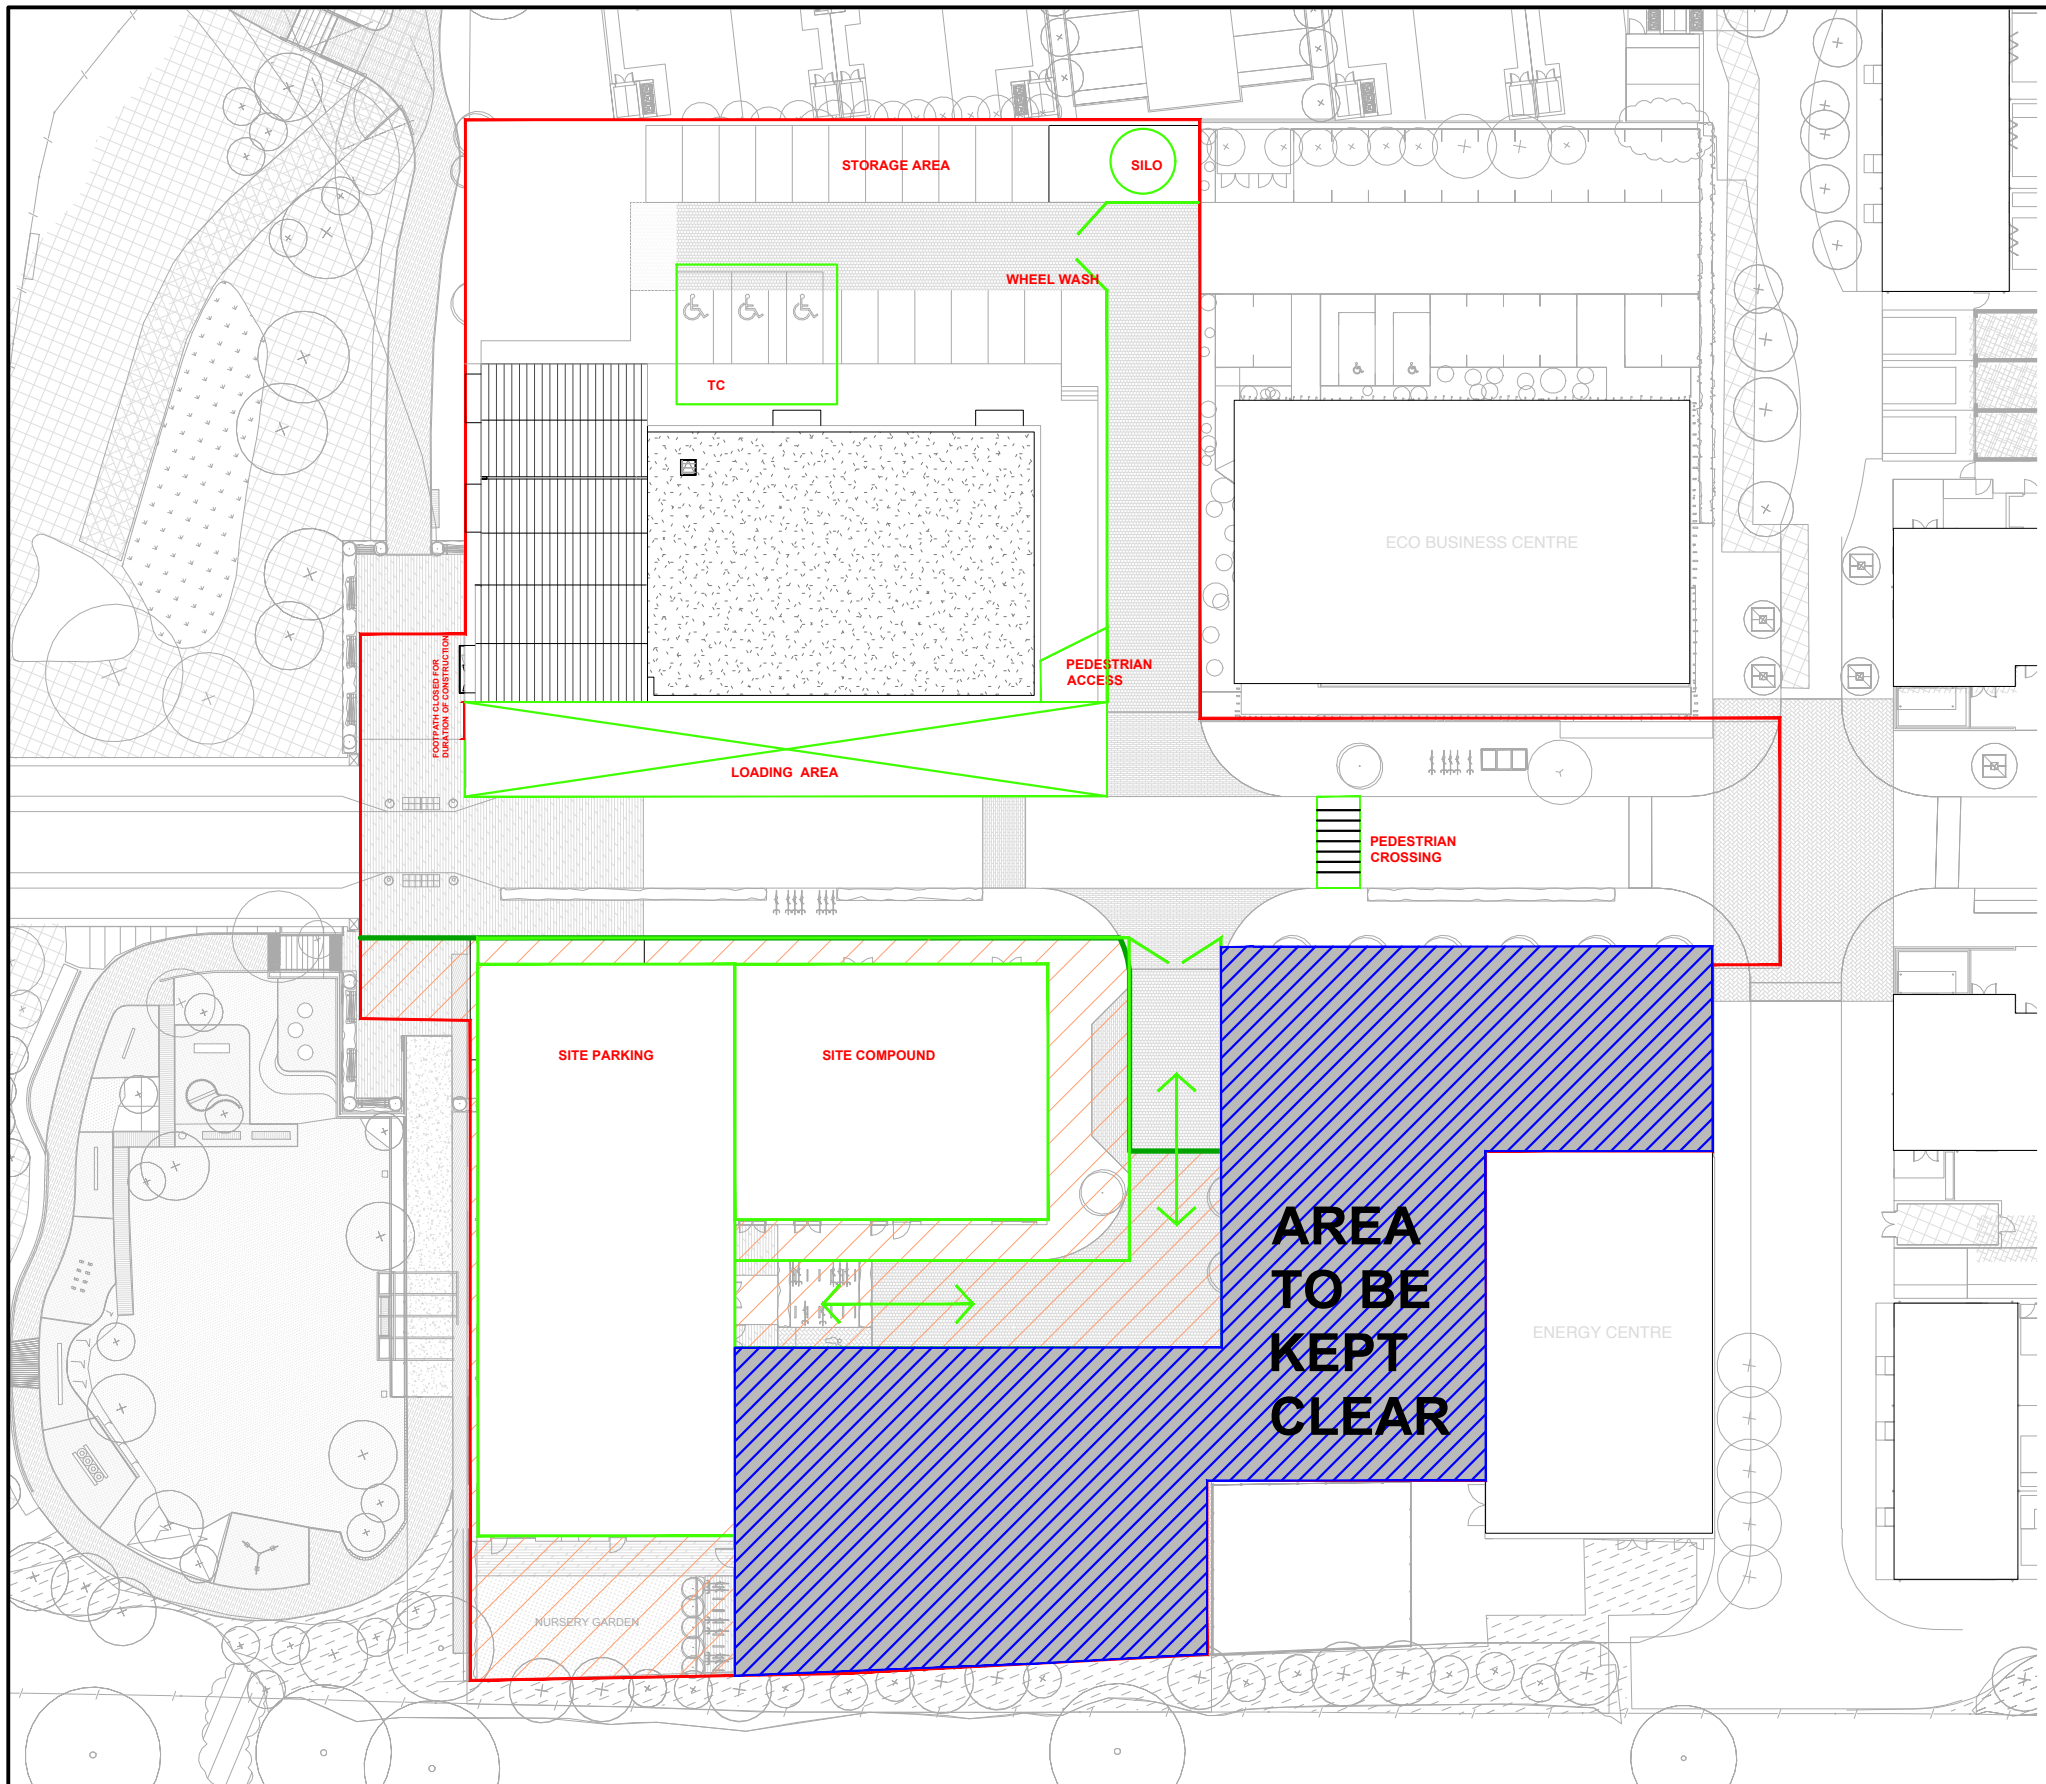 STORAGE AREA
SILO
WHEEL WASH
TC
ECO BUSINESS CENTRE
FOOTPATH CLOSED FOR
DURATION OF CONSTRUCTION
PEDESTRIAN
ACCESS
LOADING AREA
PEDESTRIAN
CROSSING
SITE PARKING
SITE COMPOUND
AREA
TO BE
KEPT
CLEAR
ENERGY CENTRE
NURSERY GARDEN